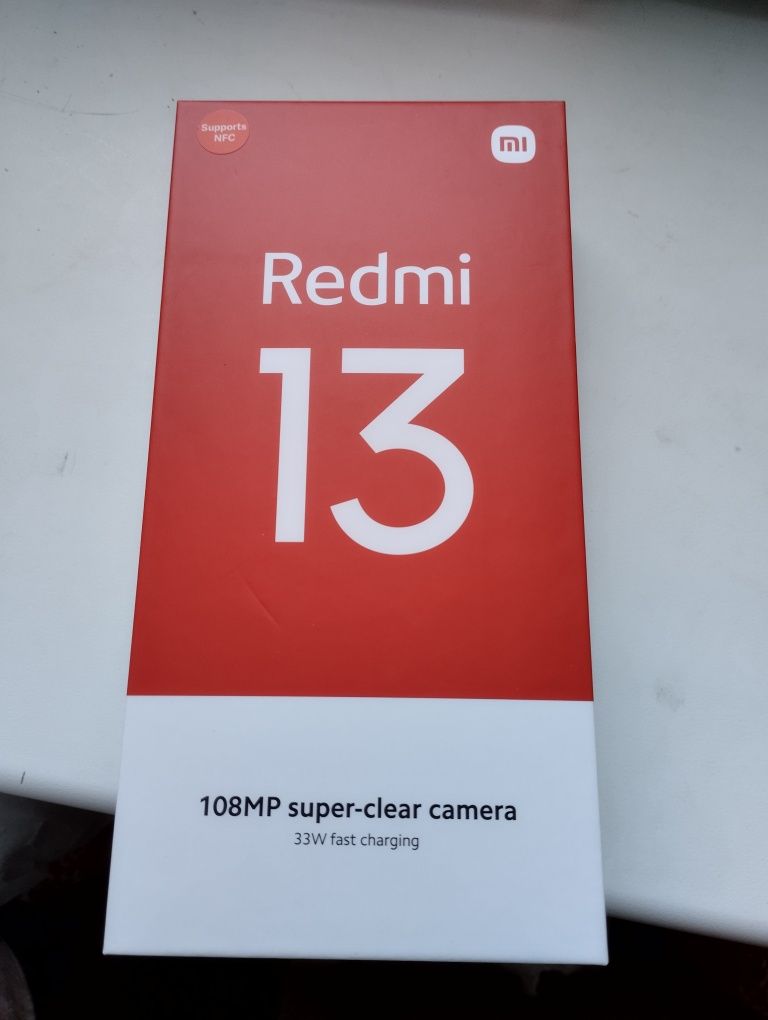 Supports
NFC
mi
Redmi
13
108MP super-clear camera
33W fast charging